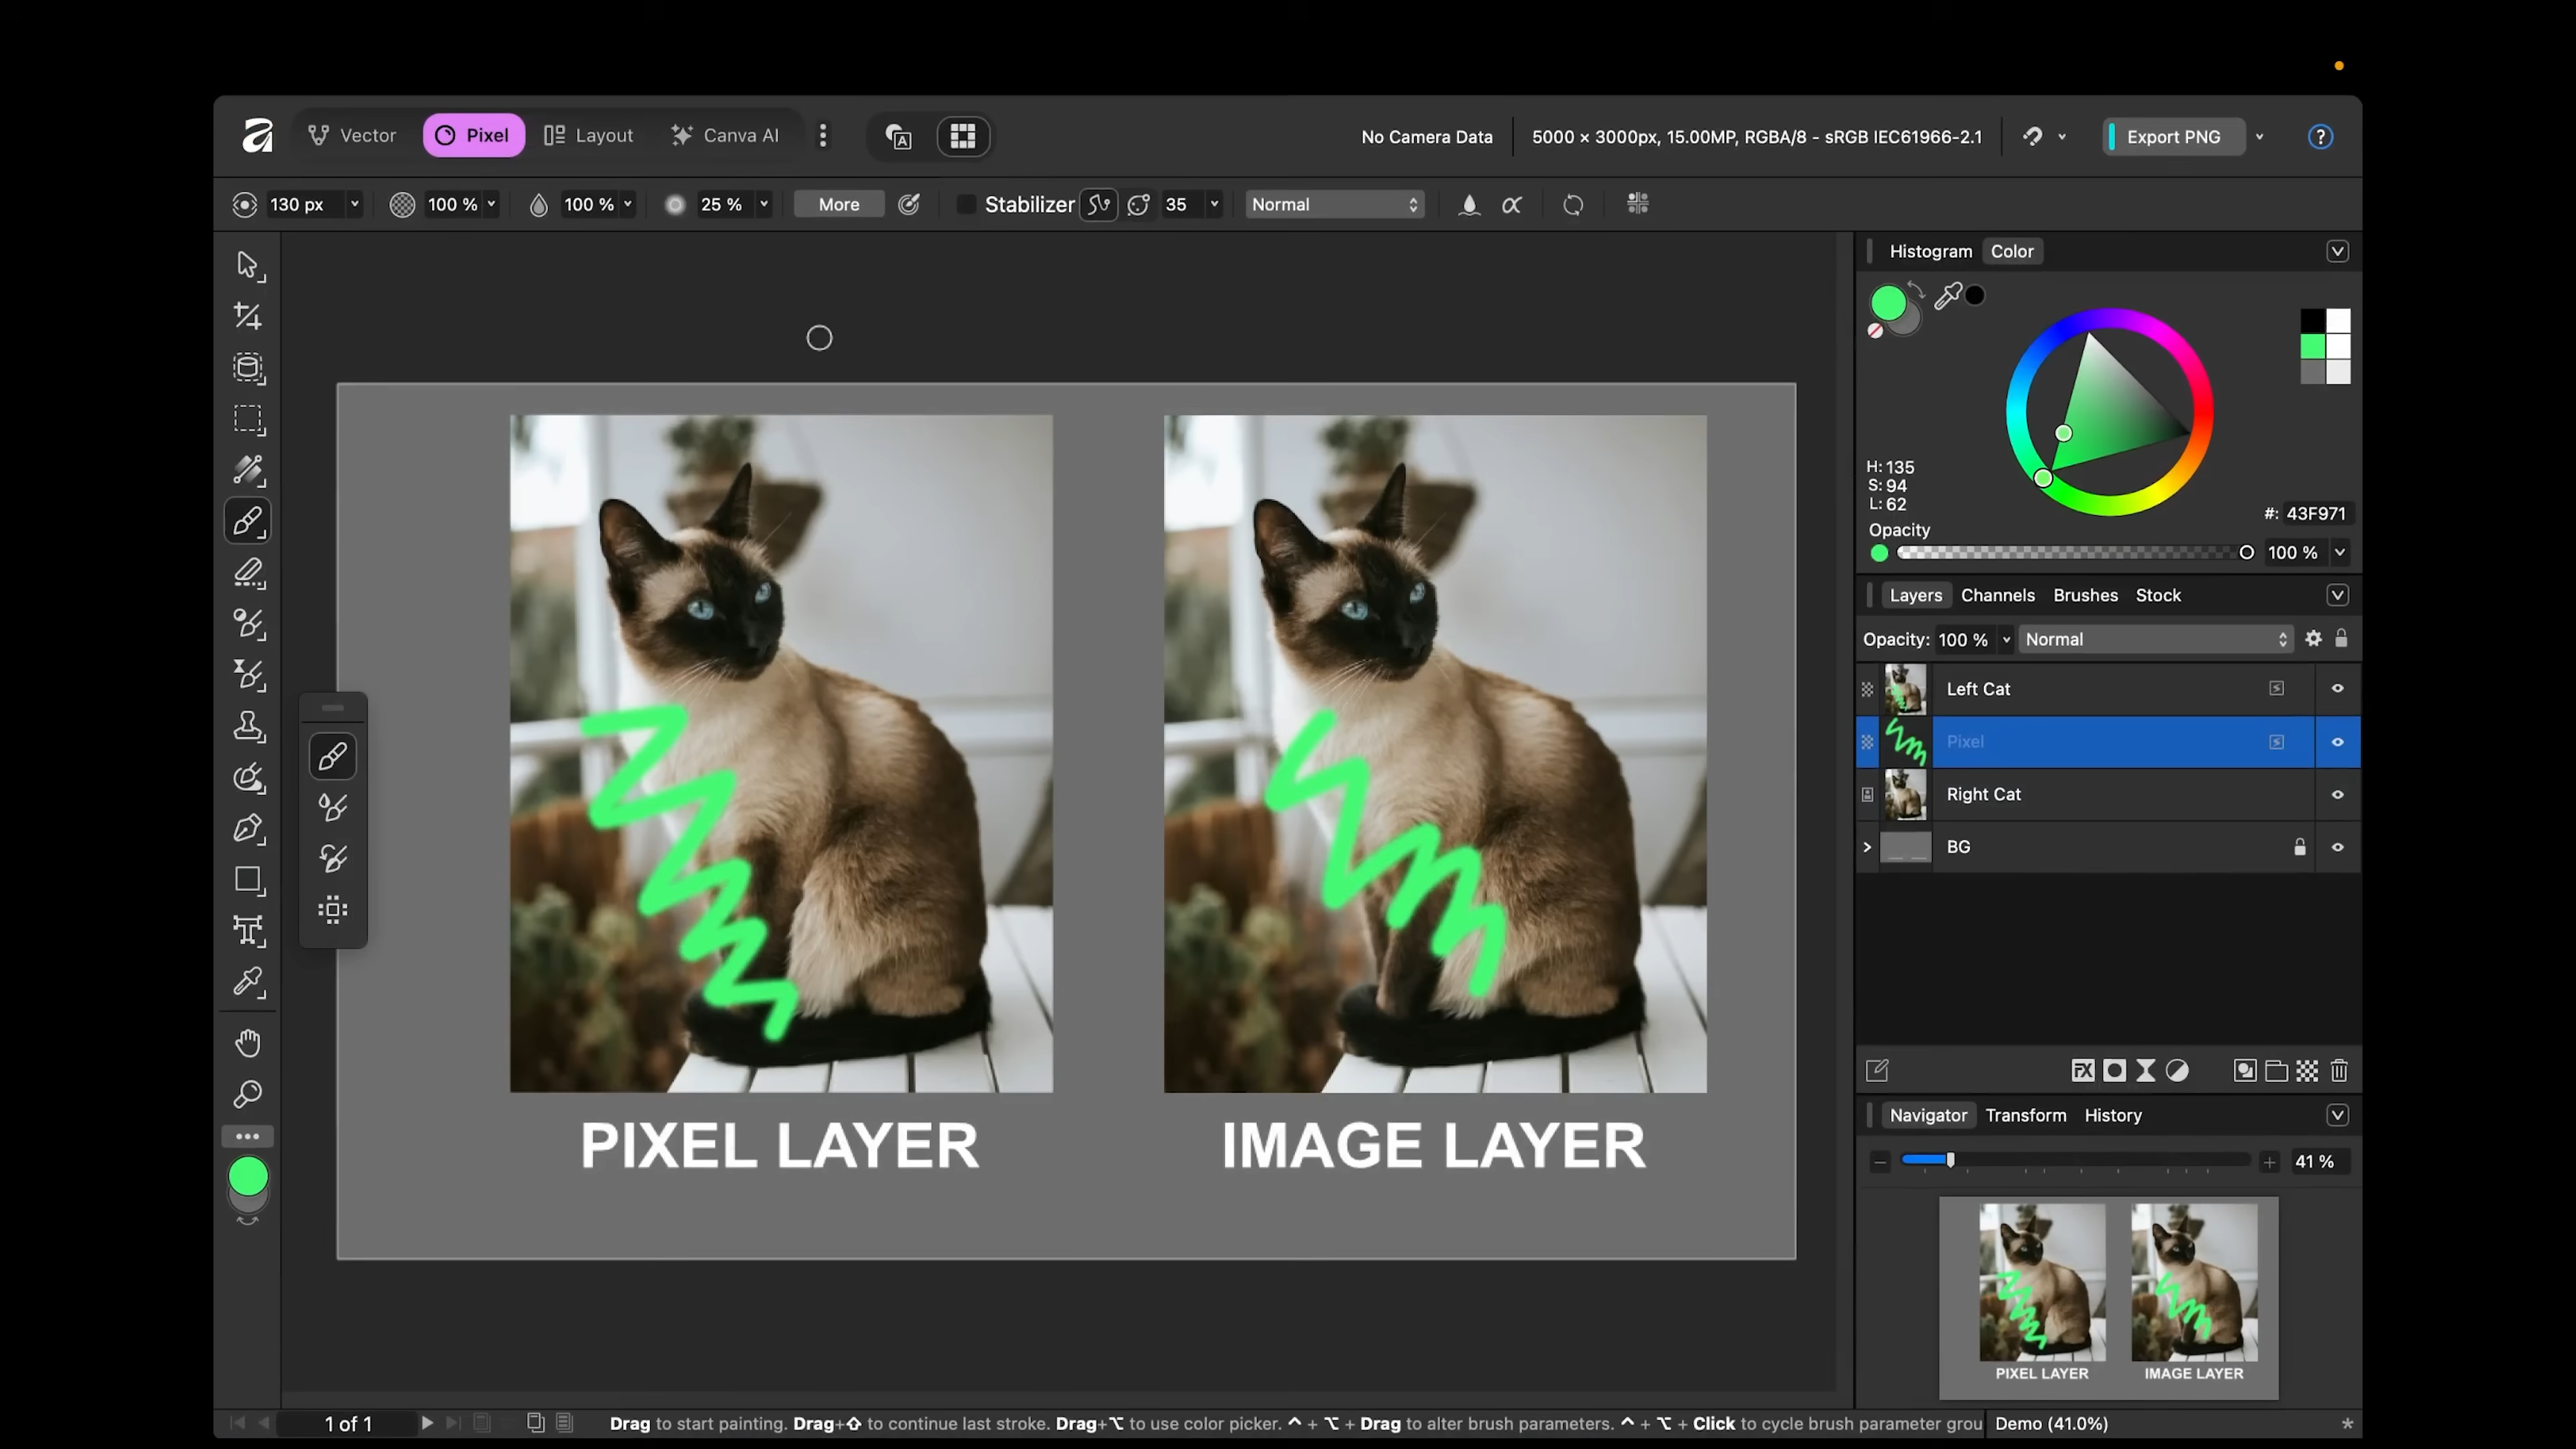 Vector Pixel Layout Canva AI No Camera Data 5000 × 3000px, 15.00MP, RGBA/8 - sRGB IEC61966-2.1 Export PNG ?
130 px 100 % 100 % 25 % More Stabilizer 35 Normal
Histogram Color
H: 135
S: 94
L: 62
#: 43F971
Opacity
100 %
Layers Channels Brushes Stock
Opacity: 100 % Normal
Left Cat
Pixel
Right Cat
BG
PIXEL LAYER IMAGE LAYER
Navigator Transform History
41 %
PIXEL LAYER IMAGE LAYER
1 of 1 Drag to start painting. Drag+⇧ to continue last stroke. Drag+⌥ to use color picker. ^ + ⌥ + Drag to alter brush parameters. ^ + ⌥ + Click to cycle brush parameter grou Demo (41.0%) *